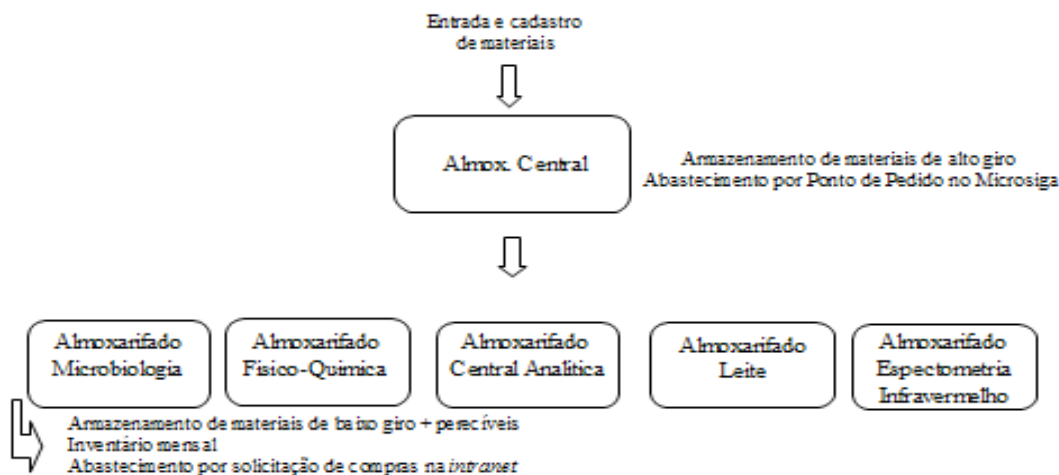 Entrada e cadastro
de materiais
Almox. Central
Armazenamento de materiais de alto giro
Abastecimento por Ponto de Pedido no Microsiga
Almoxarifado
Microbiologia
Almoxarifado
Físico-Química
Almoxarifado
Central Analítica
Almoxarifado
Leite
Almoxarifado
Espectometria
Infravermelho
Armazenamento de materiais de baixo giro + perecíveis
Inventário mensal
Abastecimento por solicitação de compras na intranet